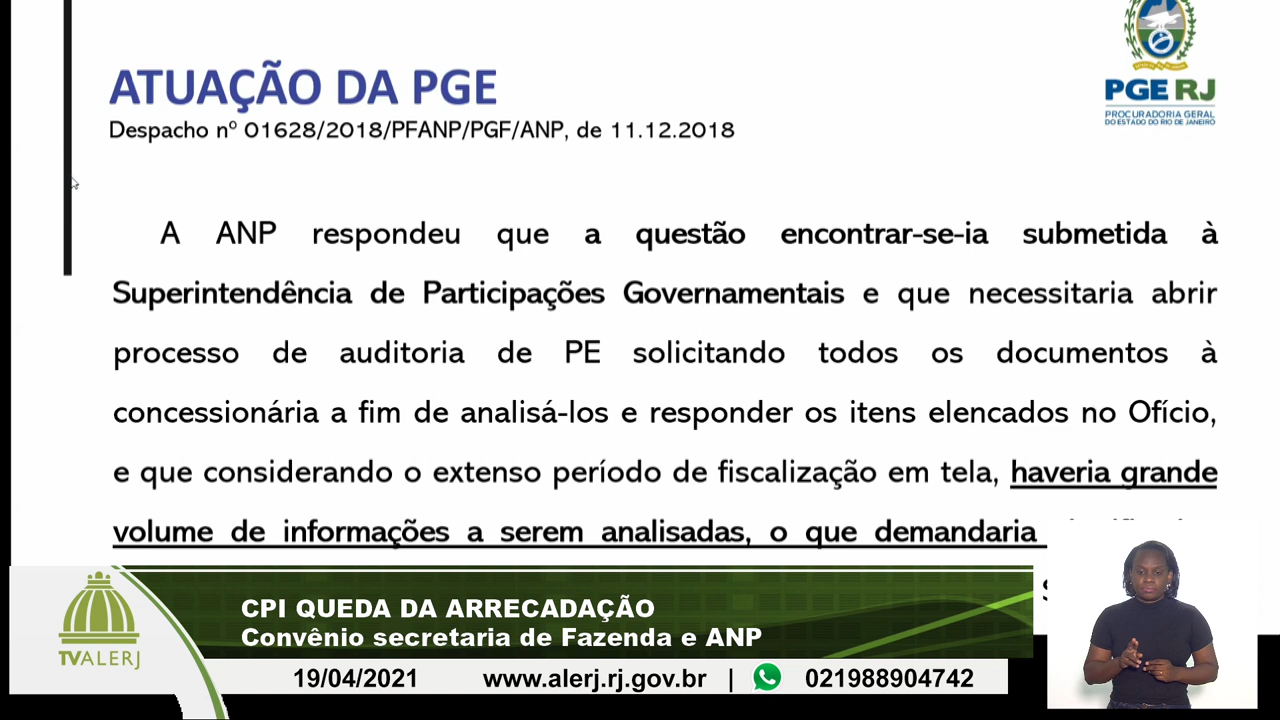 PGE RJ
PROCURADORIA GERAL
DO ESTADO DO RIO DE JANEIRO
ATUAÇÃO DA PGE
Despacho nº 01628/2018/PFANP/PGF/ANP, de 11.12.2018
A ANP respondeu que a questão encontrar-se-ia submetida à
Superintendência de Participações Governamentais e que necessitaria abrir
processo de auditoria de PE solicitando todos os documentos à
concessionária a fim de analisá-los e responder os itens elencados no Ofício,
e que considerando o extenso período de fiscalização em tela, haveria grande
volume de informações a serem analisadas, o que demandaria
CPI QUEDA DA ARRECADAÇÃO
Convênio secretaria de Fazenda e ANP
TVALERJ
19/04/2021 www.alerj.rj.gov.br | 021988904742